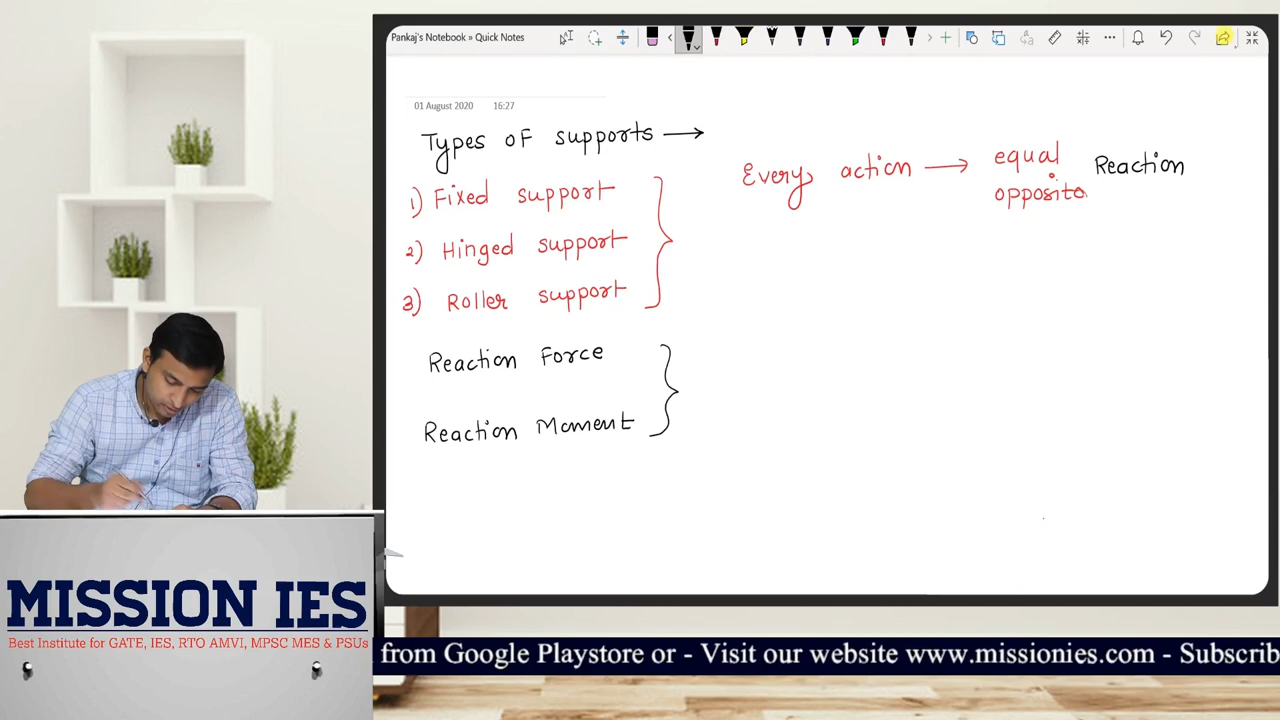 Pankaj's Notebook » Quick Notes
01 August 2020 16:27
Types of supports →
Every action → equal opposite Reaction
1) Fixed support
2) Hinged support
3) Roller support
Reaction Force
Reaction Moment
MISSION IES
Best Institute for GATE, IES, RTO AMVI, MPSC MES & PSUs
from Google Playstore or - Visit our website www.missionies.com - Subscrib